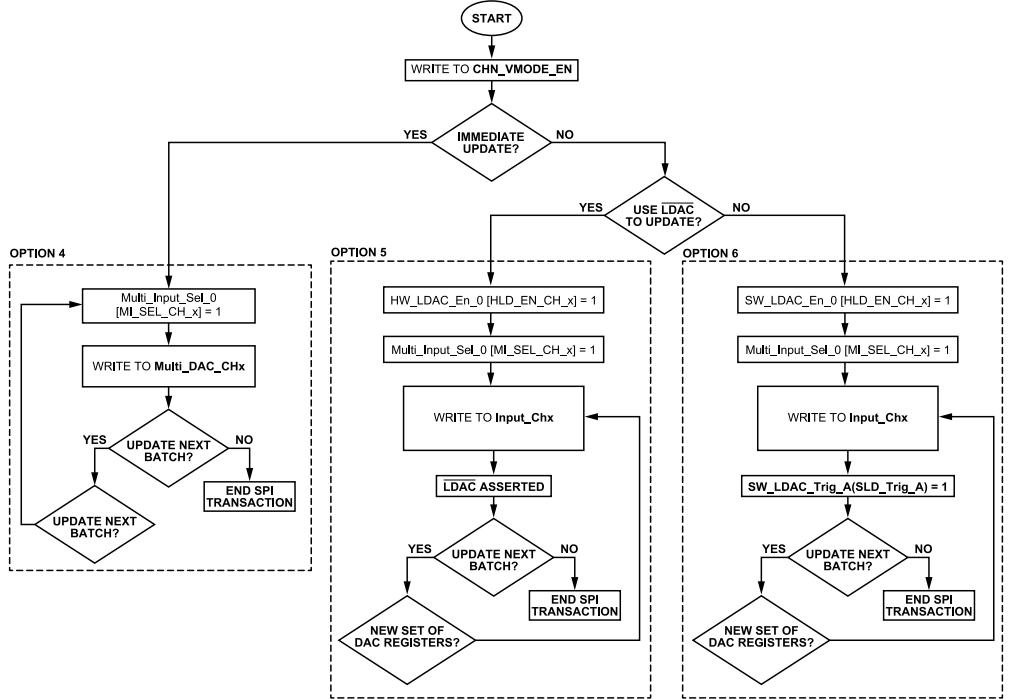 START
WRITE TO CHN_VMODE_EN
YES
IMMEDIATE
UPDATE?
NO
YES
USE LDAC
TO UPDATE?
NO
OPTION 4
Multi_Input_Sel_0
[MI_SEL_CH_x] = 1
WRITE TO Multi_DAC_CHx
YES
UPDATE NEXT
BATCH?
NO
END SPI
TRANSACTION
UPDATE NEXT
BATCH?
OPTION 5
HW_LDAC_En_0 [HLD_EN_CH_x] = 1
Multi_Input_Sel_0 [MI_SEL_CH_x] = 1
WRITE TO Input_Chx
LDAC ASSERTED
YES
UPDATE NEXT
BATCH?
NO
END SPI
TRANSACTION
NEW SET OF
DAC REGISTERS?
OPTION 6
SW_LDAC_En_0 [HLD_EN_CH_x] = 1
Multi_Input_Sel_0 [MI_SEL_CH_x] = 1
WRITE TO Input_Chx
SW_LDAC_Trig_A(SLD_Trig_A) = 1
YES
UPDATE NEXT
BATCH?
NO
END SPI
TRANSACTION
NEW SET OF
DAC REGISTERS?